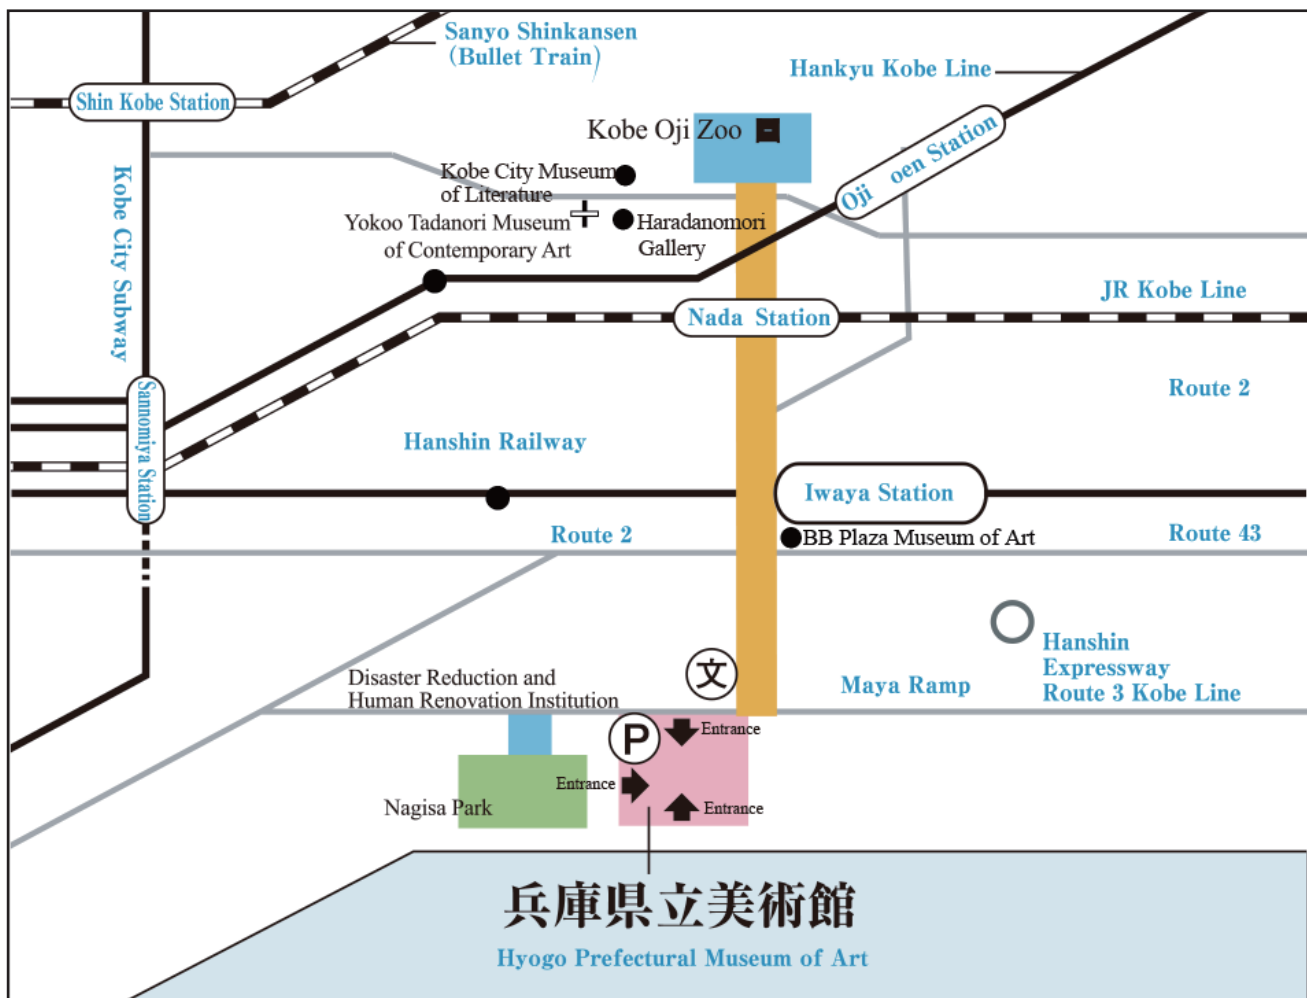 Sanyo Shinkansen
(Bullet Train)
Hankyu Kobe Line
Shin Kobe Station
Kobe Oji Zoo
Kobe City Museum
of Literature
Oji oen Station
Kobe City Subway
Yokoo Tadanori Museum
of Contemporary Art
Haradanomori
Gallery
JR Kobe Line
Nada Station
Route 2
Sannomiya Station
Hanshin Railway
Iwaya Station
Route 2
BB Plaza Museum of Art
Route 43
Hanshin
Expressway
Route 3 Kobe Line
文
Disaster Reduction and
Human Renovation Institution
Maya Ramp
P
Entrance
Entrance
Entrance
Nagisa Park
兵庫県立美術館
Hyogo Prefectural Museum of Art